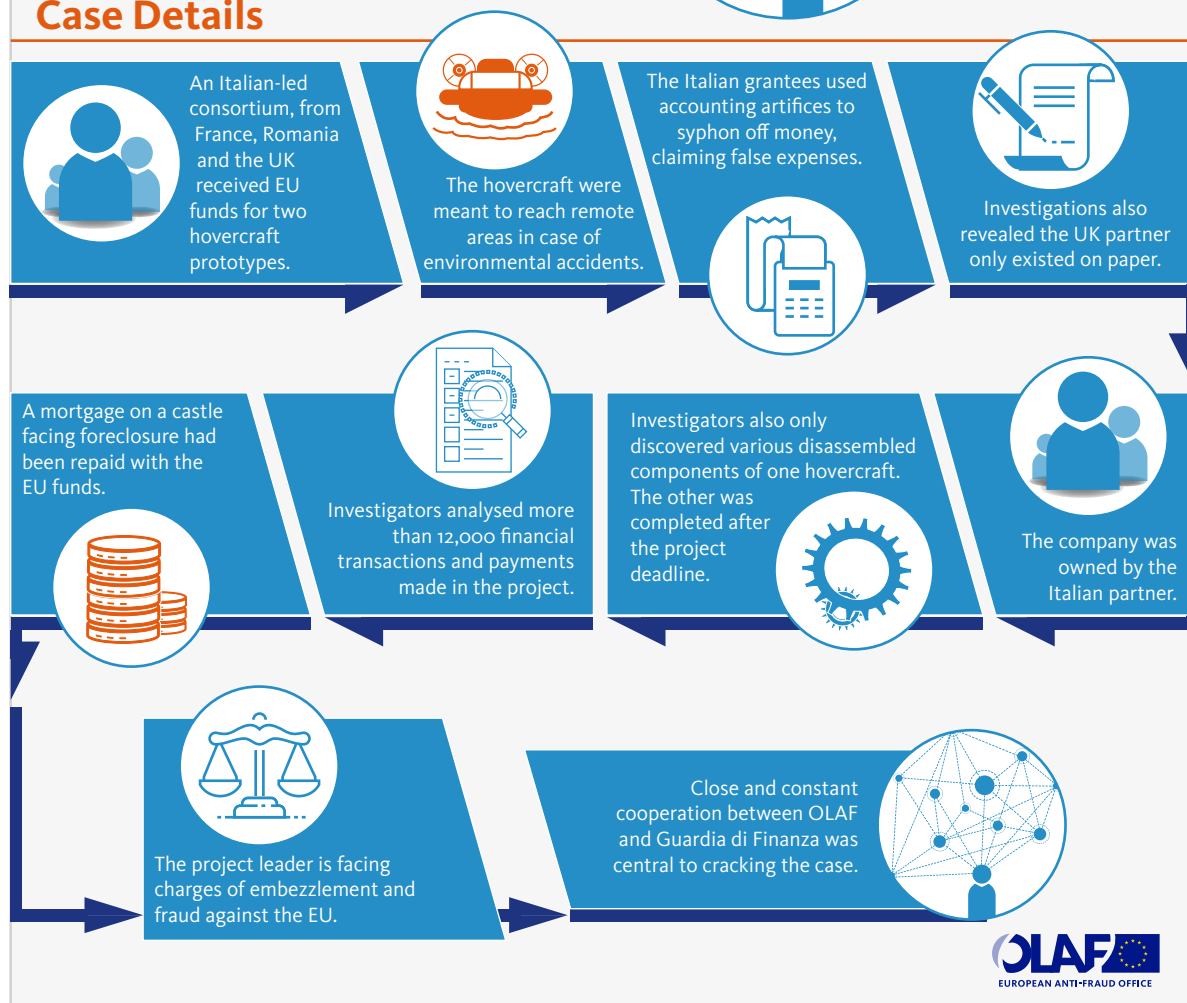 Case Details
An Italian-led
consortium, from
France, Romania
and the UK
received EU
funds for two
hovercraft
prototypes.
The hovercraft were
meant to reach remote
areas in case of
environmental accidents.
The Italian grantees used
accounting artifices to
syphon off money,
claiming false expenses.
Investigations also
revealed the UK partner
only existed on paper.
The company was
owned by the
Italian partner.
Investigators also only
discovered various disassembled
components of one hovercraft.
The other was
completed after
the project
deadline.
Investigators analysed more
than 12,000 financial
transactions and payments
made in the project.
A mortgage on a castle
facing foreclosure had
been repaid with the
EU funds.
The project leader is facing
charges of embezzlement and
fraud against the EU.
Close and constant
cooperation between OLAF
and Guardia di Finanza was
central to cracking the case.
OLAF
EUROPEAN ANTI-FRAUD OFFICE